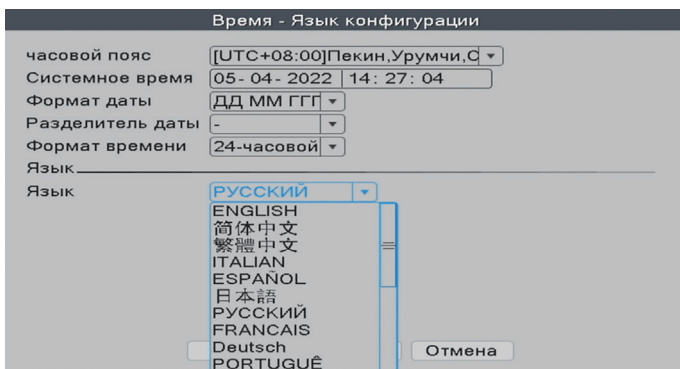 Время - Язык конфигурации
часовой пояс [UTC+08:00]Пекин,Урумчи,С
Системное время 05- 04- 2022 | 14: 27: 04
Формат даты ДД ММ ГГГ
Разделитель даты -
Формат времени 24-часовой
Язык
Язык РУССКИЙ
ENGLISH
简体中文
繁體中文
ITALIAN
ESPAÑOL
日本語
РУССКИЙ
FRANCAIS
Deutsch
PORTUGUÊ
Отмена